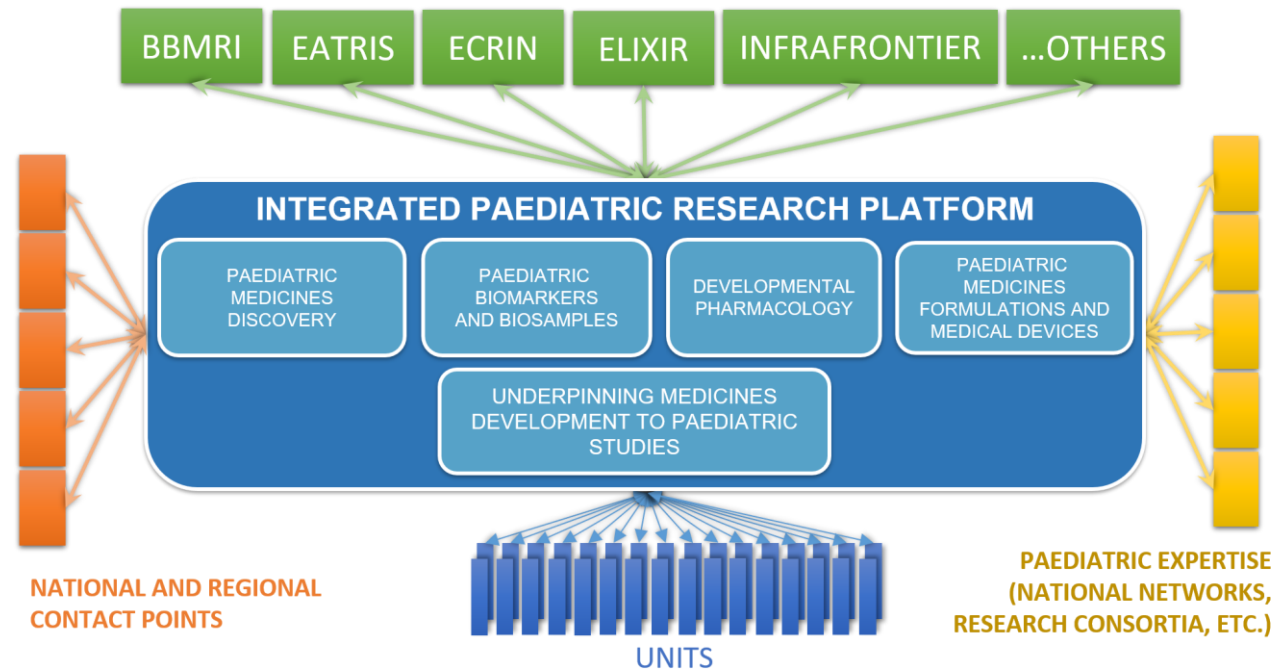 BBMRI
EATRIS
ECRIN
ELIXIR
INFRAFRONTIER
...OTHERS
INTEGRATED PAEDIATRIC RESEARCH PLATFORM
PAEDIATRIC
MEDICINES
DISCOVERY
PAEDIATRIC
BIOMARKERS
AND BIOSAMPLES
DEVELOPMENTAL
PHARMACOLOGY
PAEDIATRIC
MEDICINES
FORMULATIONS AND
MEDICAL DEVICES
UNDERPINNING MEDICINES
DEVELOPMENT TO PAEDIATRIC
STUDIES
NATIONAL AND REGIONAL
CONTACT POINTS
UNITS
PAEDIATRIC EXPERTISE
(NATIONAL NETWORKS,
RESEARCH CONSORTIA, ETC.)